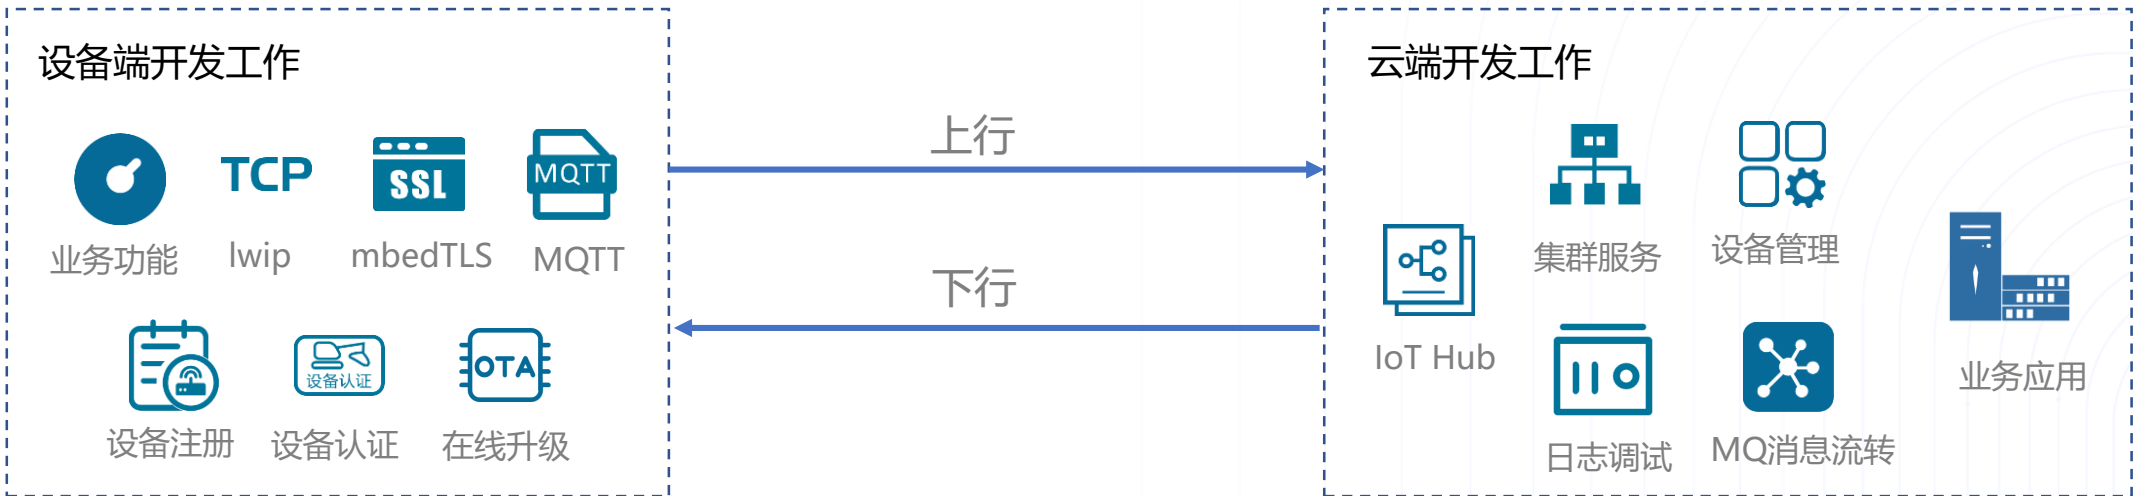 设备端开发工作
TCP
SSL
MQTT
业务功能
lwip
mbedTLS
MQTT
设备认证
OTA
设备注册
设备认证
在线升级
上行
下行
云端开发工作
集群服务
设备管理
IoT Hub
业务应用
日志调试
MQ消息流转